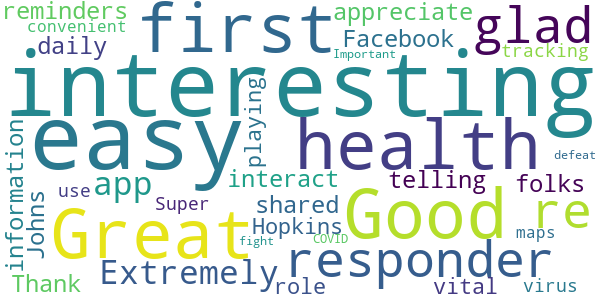 reminders
convenient
daily
first
appreciate
Facebook
Important
glad
tracking
interesting
easy
playing
health
defeat
information
Johns
app
use
Super
interact
shared
Hopkins
telling
folks
Great
fight
COVID
Good
re
maps
Thank
Extremely
role
responder
vital
virus